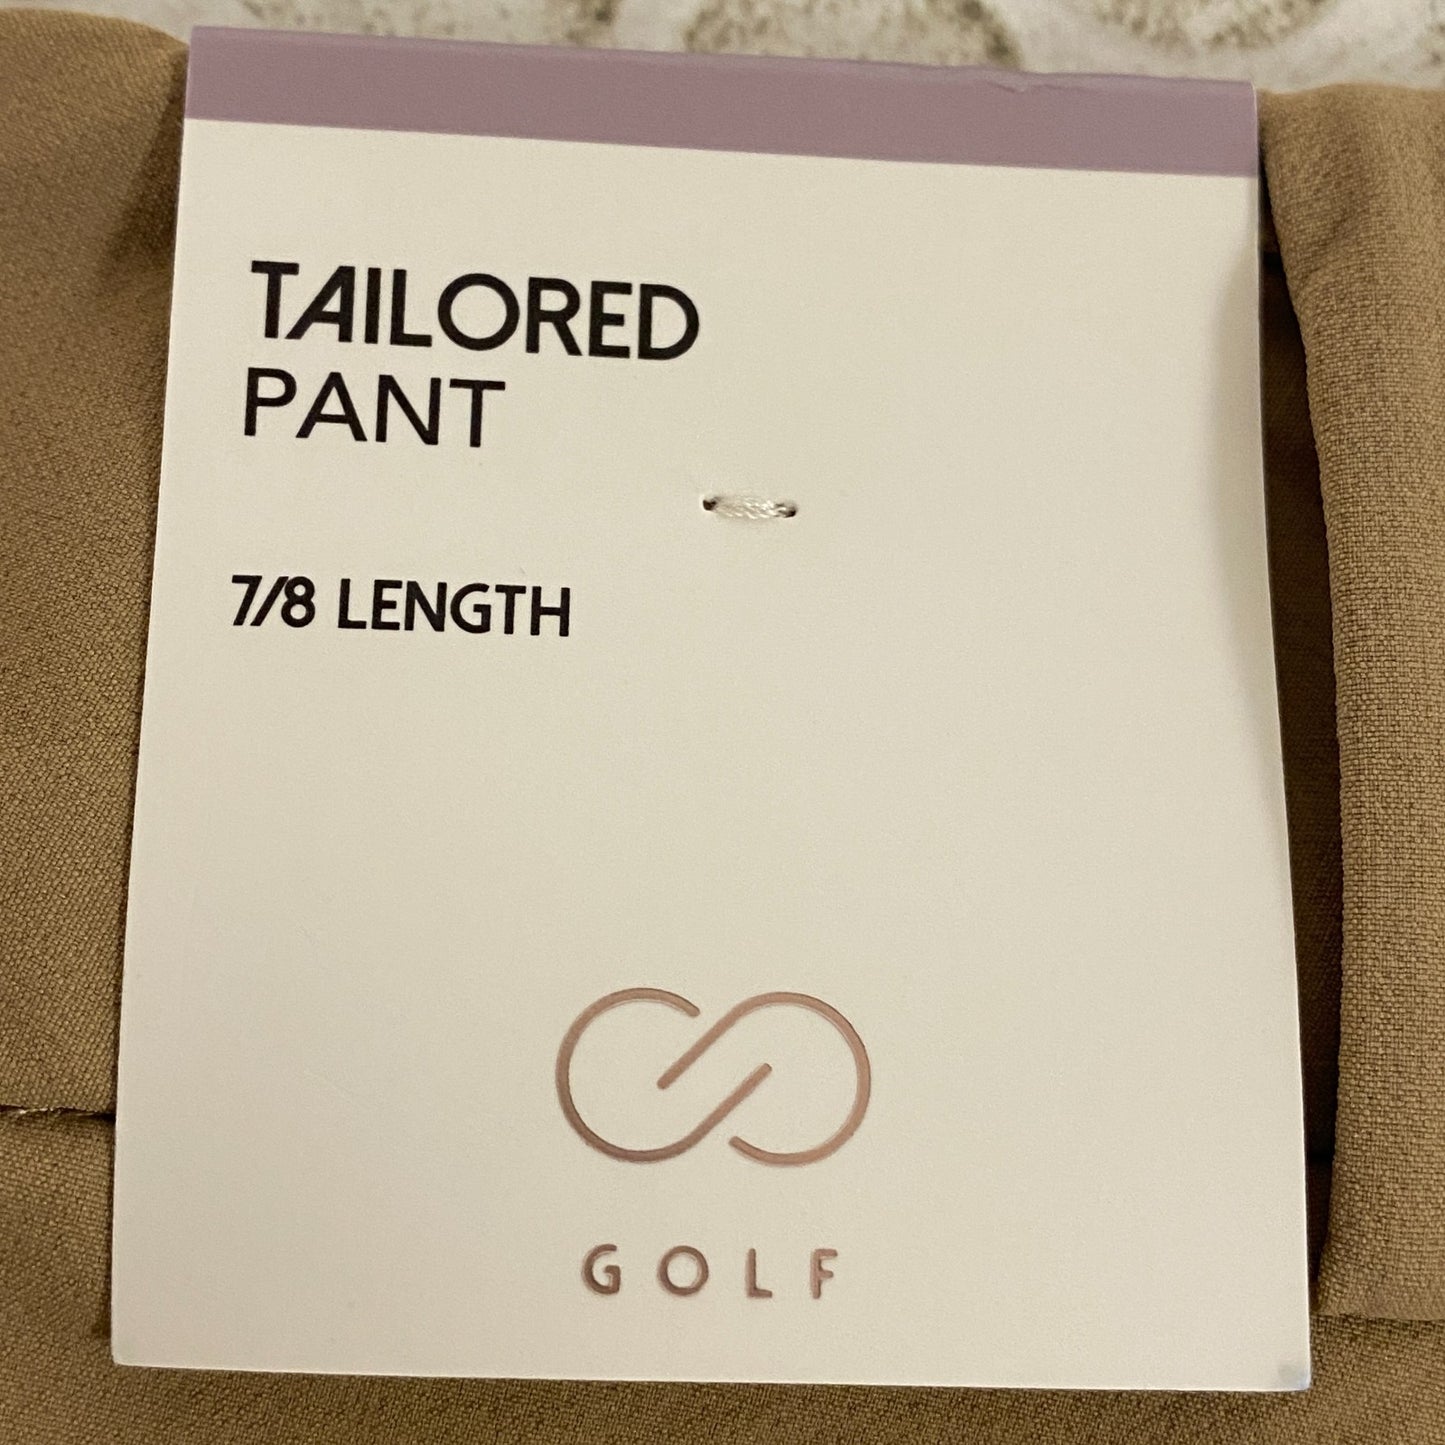 TAILORED
PANT
7/8 LENGTH
GOLF